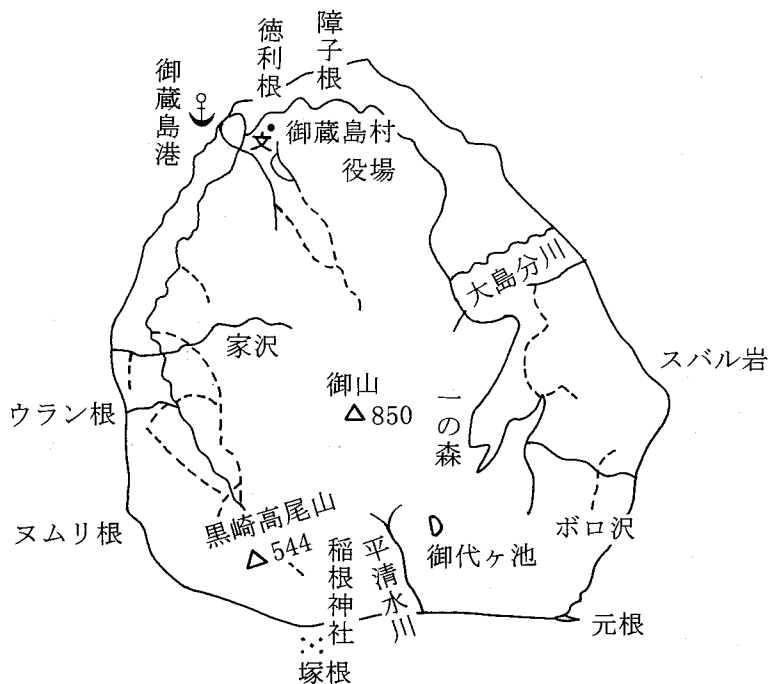 障子根
徳利根
御蔵島港
文
御蔵島村
役場
大島分川
家沢
スバル岩
御山
850
一の森
ウラン根
ヌムリ根
黒崎高尾山
544
稲根神社
平清水川
御代ヶ池
ボロ沢
元根
塚根